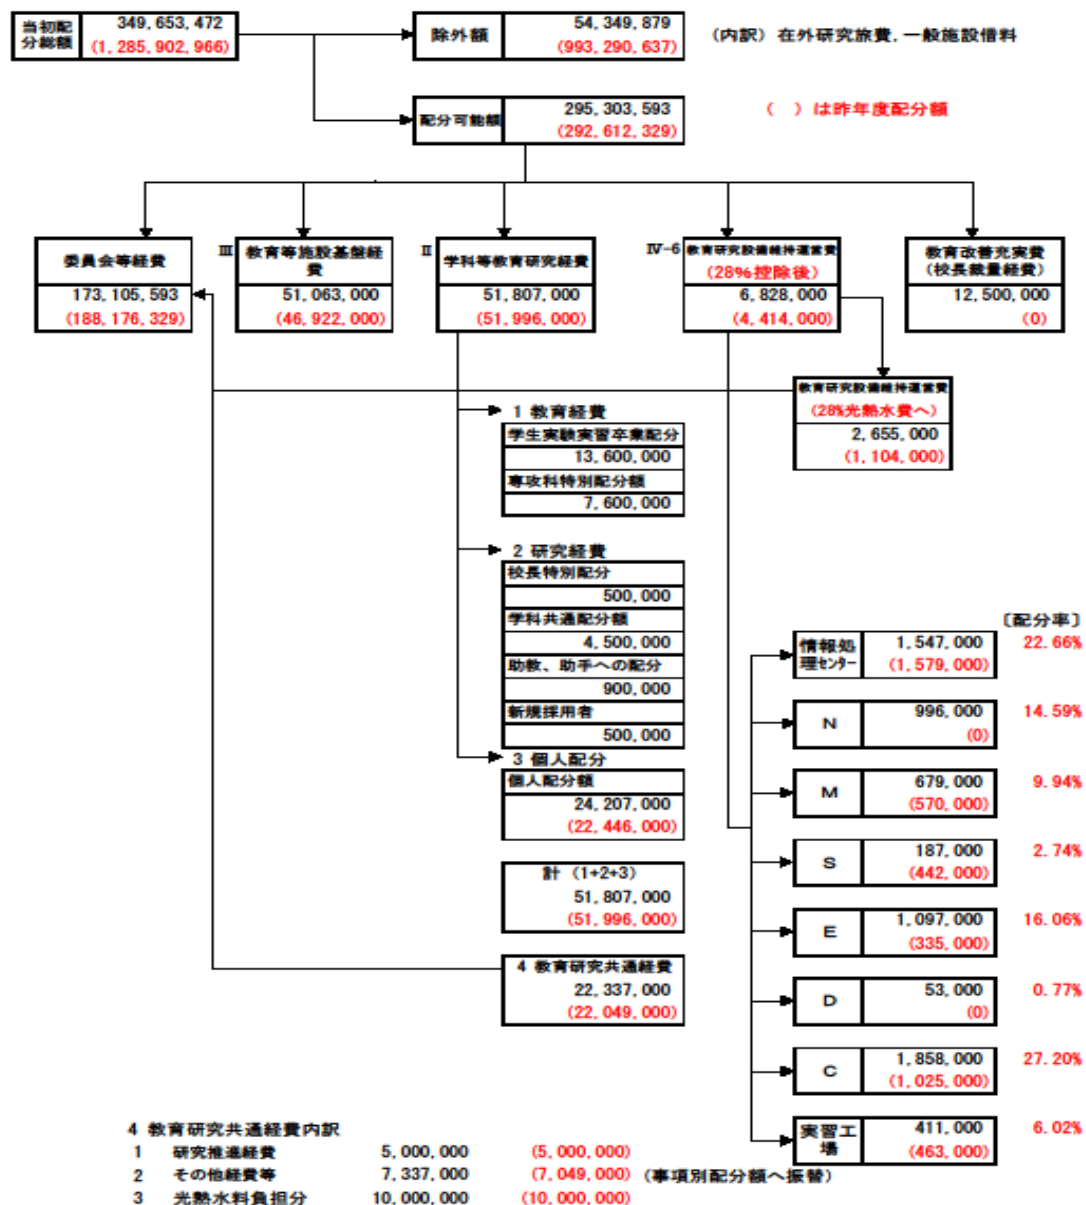 当初配分総額 349,653,472
(1,285,902,966)
除外額 54,349,879
(993,290,637)
(内訳) 在外研究旅費,一般施設借料
配分可能額 295,303,593
(292,612,329)
( )は昨年度配分額
委員会等経費
173,105,593
(188,176,329)
Ⅲ 教育等施設基盤経費
51,063,000
(46,922,000)
Ⅱ 学科等教育研究経費
51,807,000
(51,996,000)
Ⅳ-6 教育研究設備維持運営費
(28%控除後)
6,828,000
(4,414,000)
教育改善充実費
(校長裁量経費)
12,500,000
(0)
教育研究設備維持運営費
(28%光熱水費へ)
2,655,000
(1,104,000)
1 教育経費
学生実験実習卒業配分
13,600,000
専攻科特別配分額
7,600,000
2 研究経費
校長特別配分
500,000
学科共通配分額
4,500,000
助教、助手への配分
900,000
新規採用者
500,000
3 個人配分
個人配分額
24,207,000
(22,446,000)
計 (1+2+3)
51,807,000
(51,996,000)
4 教育研究共通経費
22,337,000
(22,049,000)
〔配分率〕
情報処理センター 1,547,000 22.66%
(1,579,000)
N 996,000 14.59%
(0)
M 679,000 9.94%
(570,000)
S 187,000 2.74%
(442,000)
E 1,097,000 16.06%
(335,000)
D 53,000 0.77%
(0)
C 1,858,000 27.20%
(1,025,000)
実習工場 411,000 6.02%
(463,000)
4 教育研究共通経費内訳
1 研究推進経費 5,000,000 (5,000,000)
2 その他経費等 7,337,000 (7,049,000) (事項別配分額へ振替)
3 光熱水料負担分 10,000,000 (10,000,000)